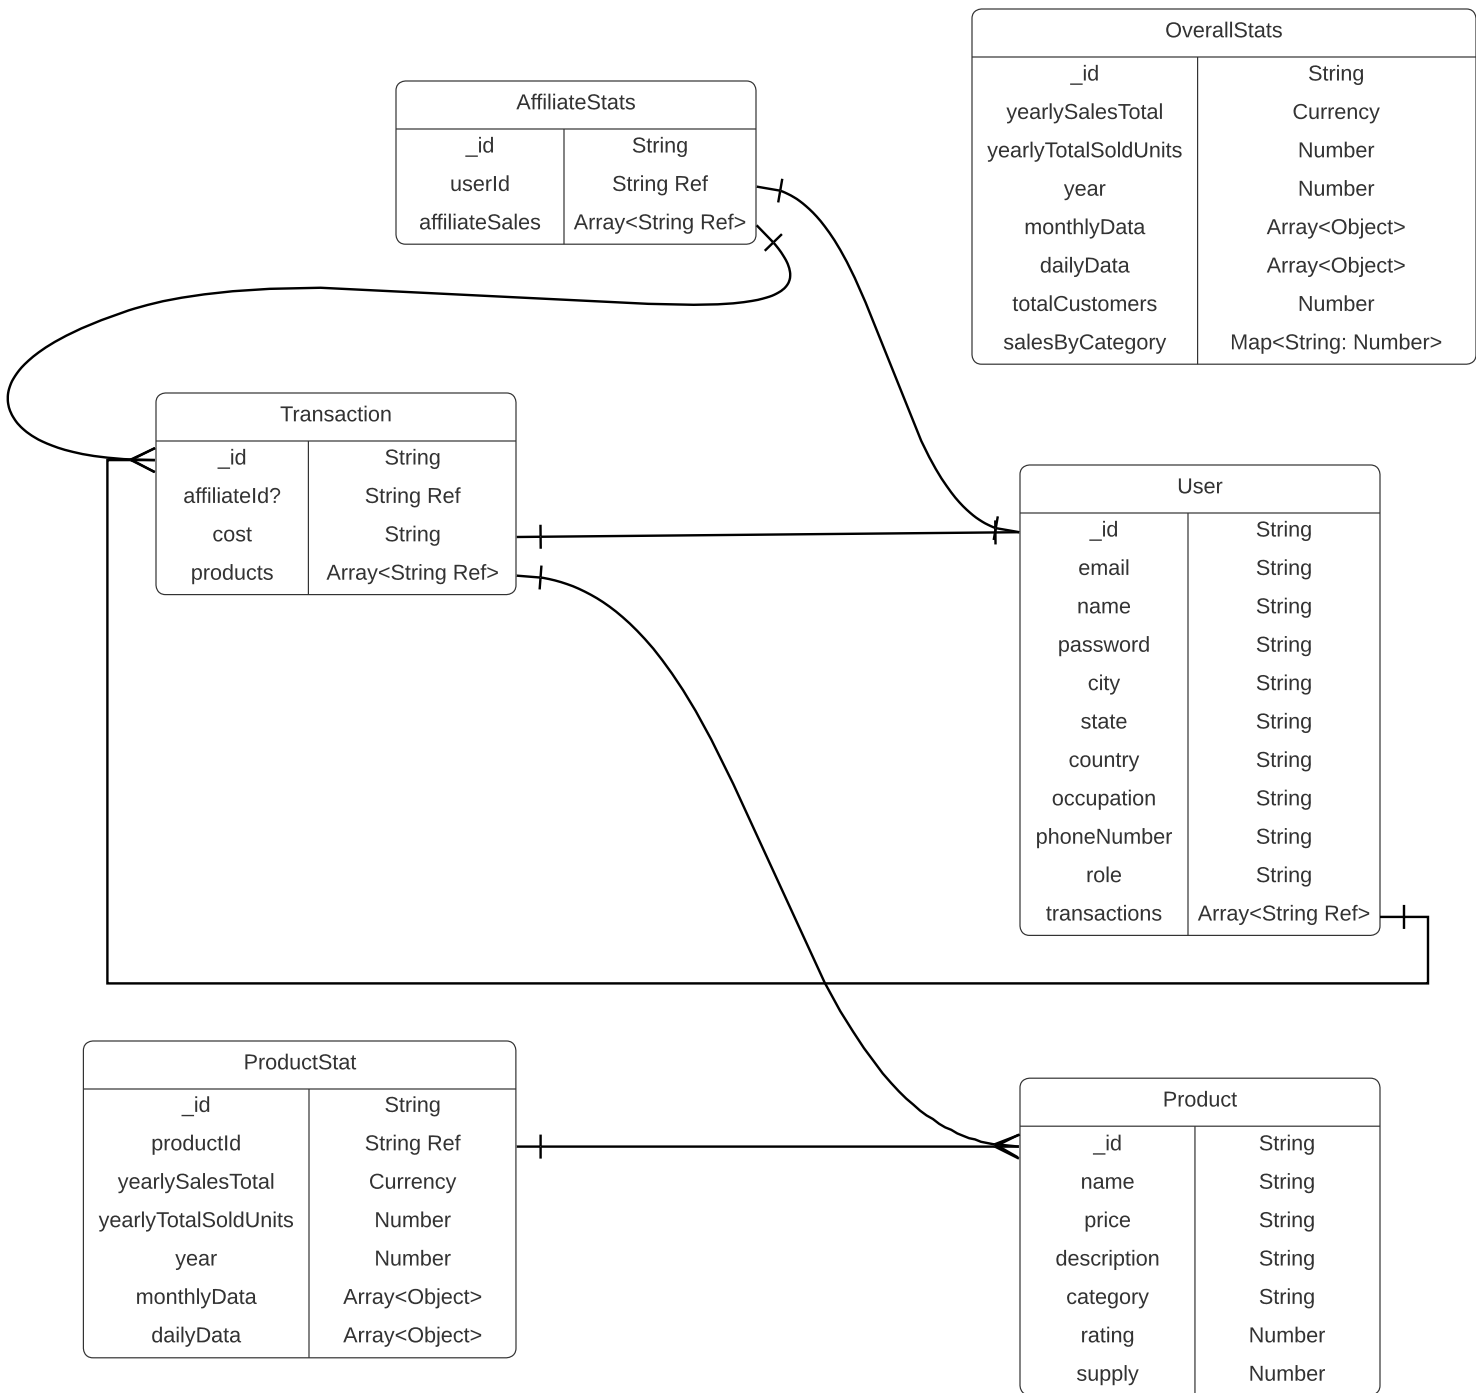 OverallStats
_id String
yearlySalesTotal Currency
yearlyTotalSoldUnits Number
year Number
monthlyData Array<Object>
dailyData Array<Object>
totalCustomers Number
salesByCategory Map<String: Number>
AffiliateStats
_id String
userId String Ref
affiliateSales Array<String Ref>
Transaction
_id String
affiliateId? String Ref
cost String
products Array<String Ref>
User
_id String
email String
name String
password String
city String
state String
country String
occupation String
phoneNumber String
role String
transactions Array<String Ref>
ProductStat
_id String
productId String Ref
yearlySalesTotal Currency
yearlyTotalSoldUnits Number
year Number
monthlyData Array<Object>
dailyData Array<Object>
Product
_id String
name String
price String
description String
category String
rating Number
supply Number